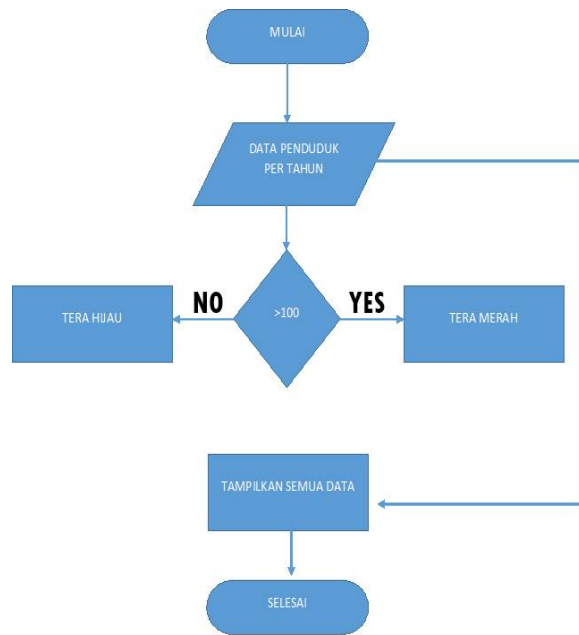 MULAI
DATA PENDUDUK
PER TAHUN
TERA HIJAU
NO
>100
YES
TERA MERAH
TAMPILKAN SEMUA DATA
SELESAI